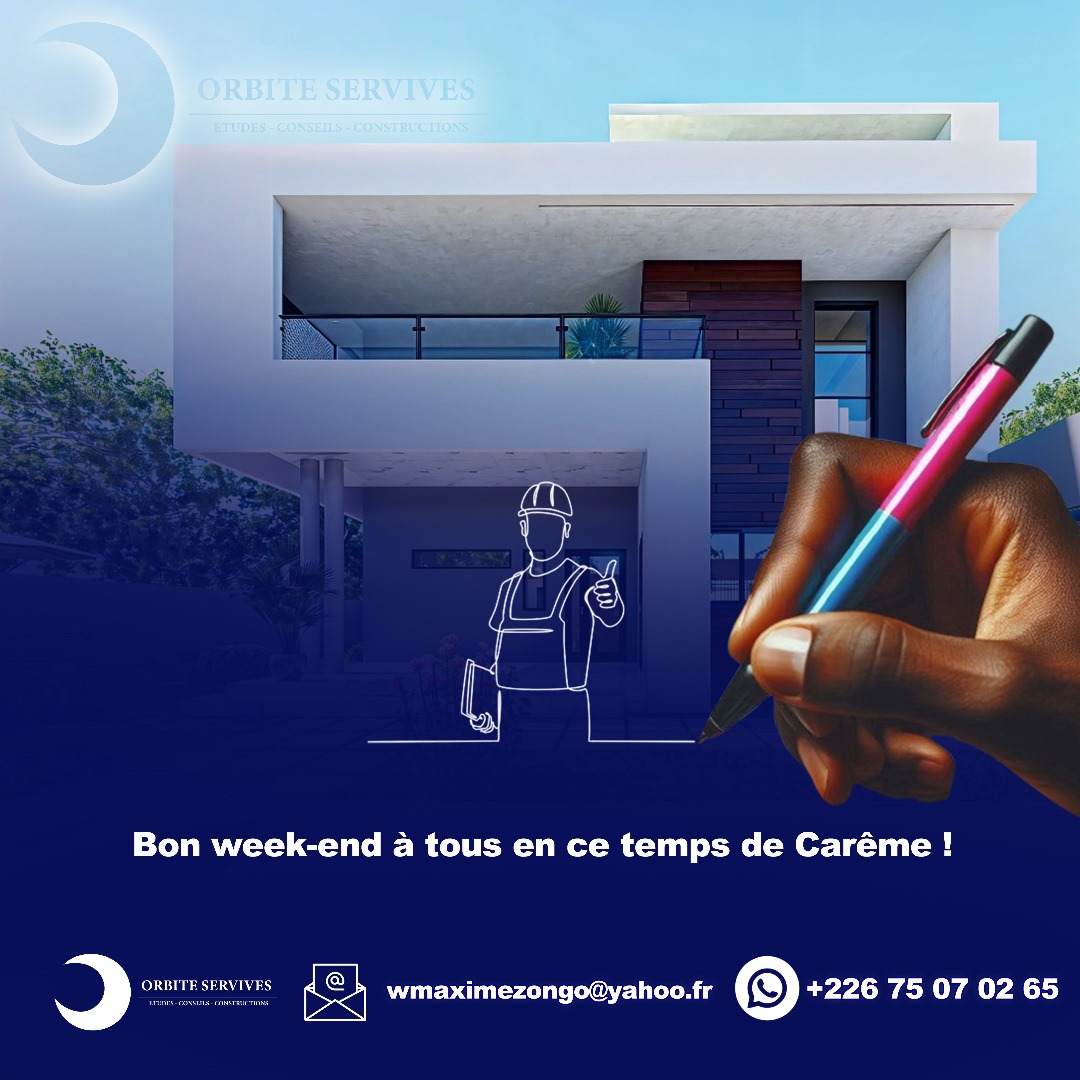 ORBITE SERVIVES
ETUDES - CONSEILS - CONSTRUCTIONS
Bon week-end à tous en ce temps de Carême !
ORBITE SERVIVES
ETUDES - CONSEILS - CONSTRUCTIONS
@
wmaximezongo@yahoo.fr
+226 75 07 02 65